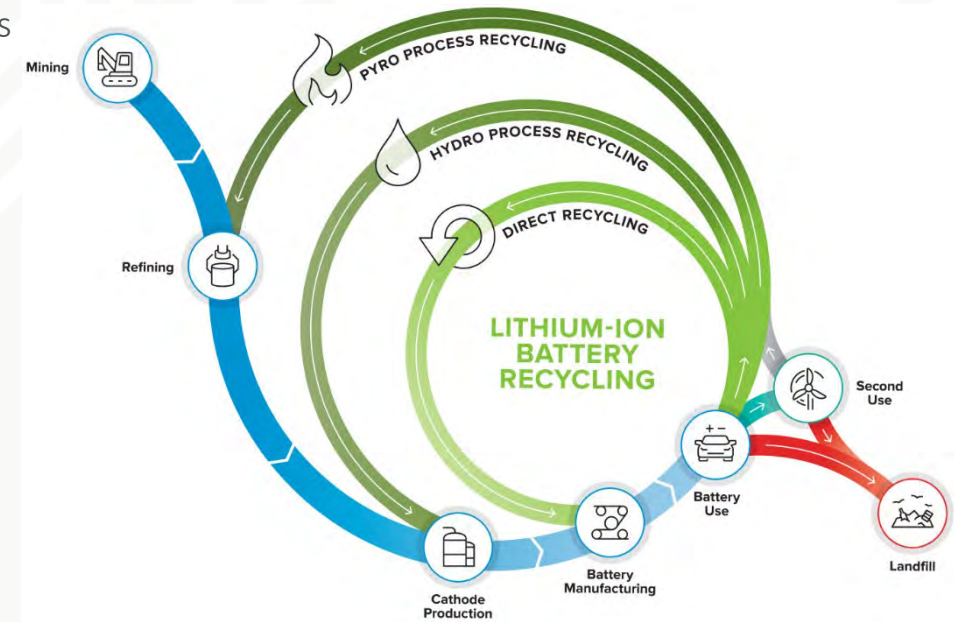 S
Mining
PYRO PROCESS RECYCLING
HYDRO PROCESS RECYCLING
DIRECT RECYCLING
Refining
LITHIUM-ION
BATTERY
RECYCLING
Second
Use
Battery
Use
Landfill
Battery
Manufacturing
Cathode
Production